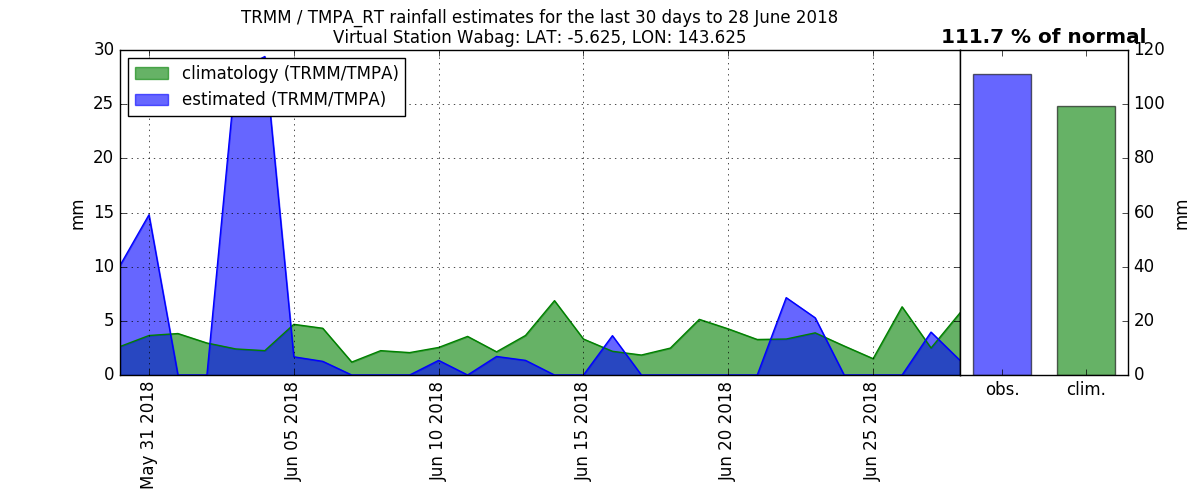 TRMM / TMPA_RT rainfall estimates for the last 30 days to 28 June 2018
Virtual Station Wabag: LAT: -5.625, LON: 143.625
111.7 % of normal
climatology (TRMM/TMPA)
estimated (TRMM/TMPA)
30
25
20
15
10
5
0
mm
May 31 2018
Jun 05 2018
Jun 10 2018
Jun 15 2018
Jun 20 2018
Jun 25 2018
obs.
clim.
120
100
80
60
40
20
0
mm